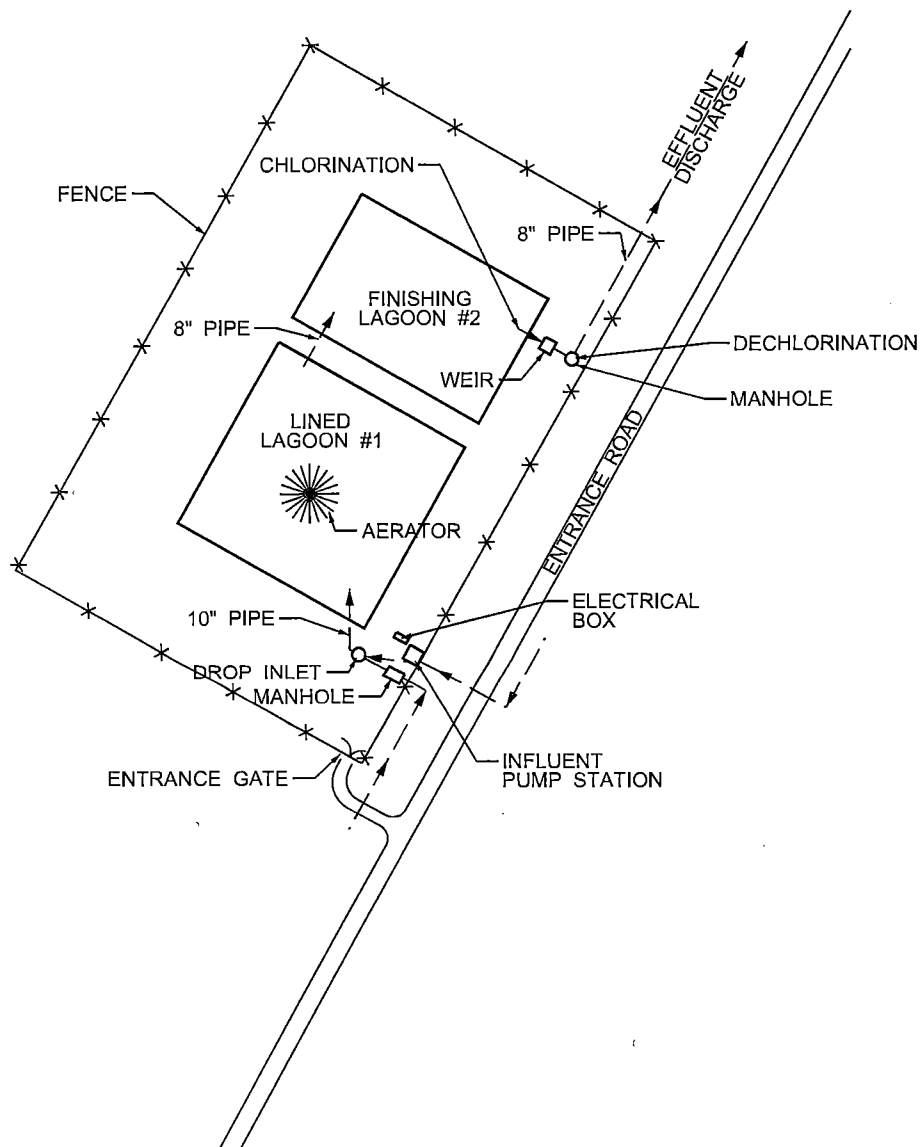 EFFLUENT
DISCHARGE
CHLORINATION
FENCE
8" PIPE
FINISHING
LAGOON #2
8" PIPE
DECHLORINATION
WEIR
MANHOLE
LINED
LAGOON #1
AERATOR
ENTRANCE ROAD
ELECTRICAL
BOX
10" PIPE
DROP INLET
MANHOLE
INFLUENT
PUMP STATION
ENTRANCE GATE